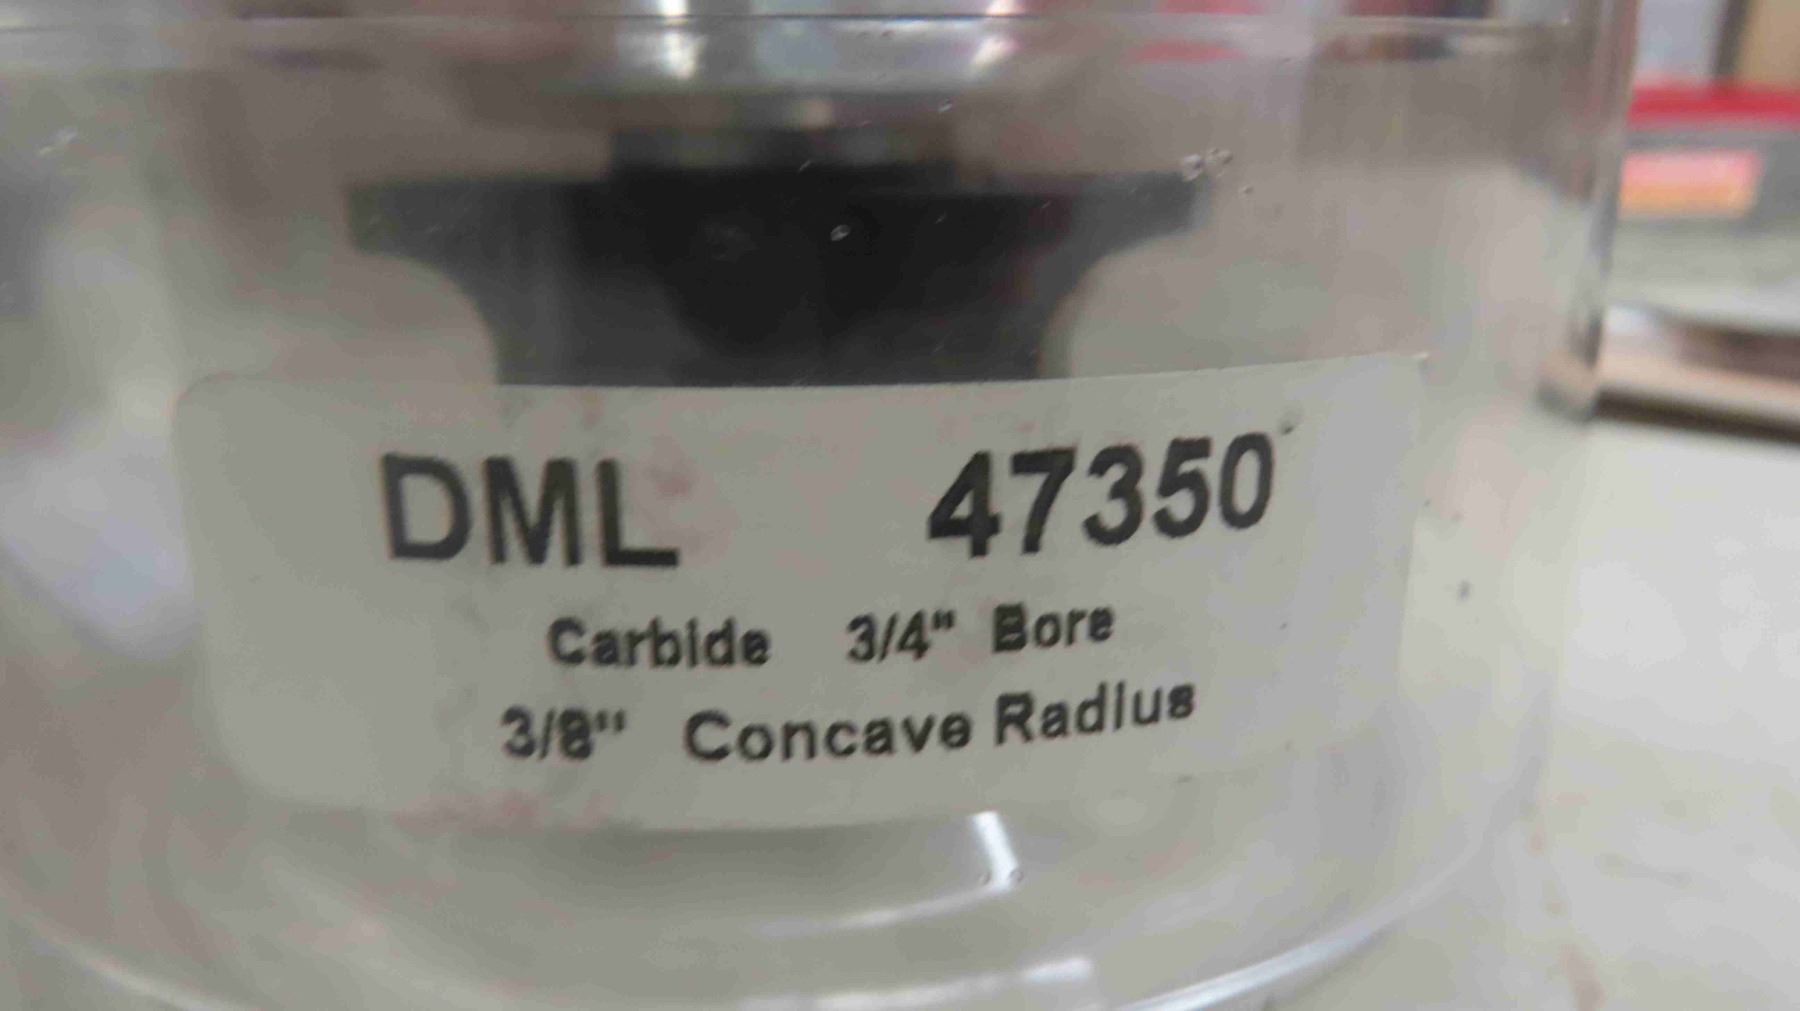 DML 47350
Carbide 3/4" Bore
3/8" Concave Radius